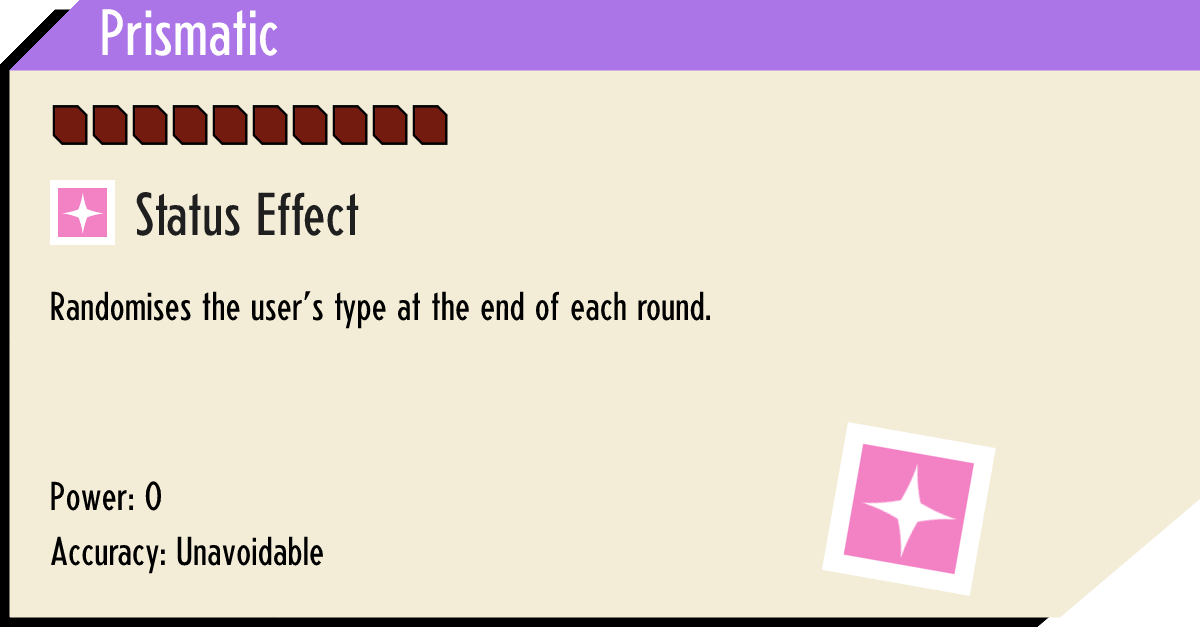 Prismatic
Status Effect
Randomises the user's type at the end of each round.
Power: 0
Accuracy: Unavoidable